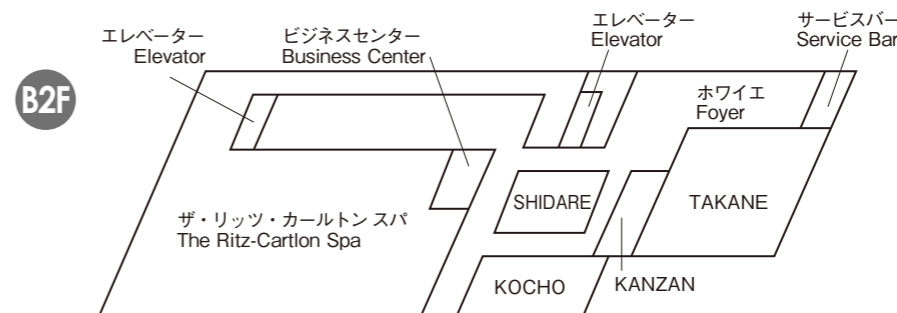 エレベーター
Elevator
ビジネスセンター
Business Center
エレベーター
Elevator
サービスバー
Service Bar
B2F
ホワイエ
Foyer
SHIDARE
TAKANE
ザ・リッツ・カールトン スパ
The Ritz-Cartlon Spa
KOCHO
KANZAN